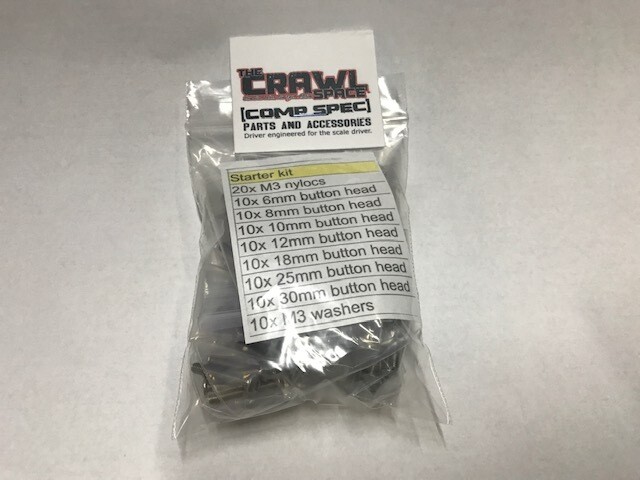 THE
CRAWL
SPACE
[COMP SPEC]
PARTS AND ACCESSORIES
Driver engineered for the scale driver.
Starter kit
20x M3 nylocs
10x 6mm button head
10x 8mm button head
10x 10mm button head
10x 12mm button head
10x 18mm button head
10x 25mm button head
10x 30mm button head
10x M3 washers